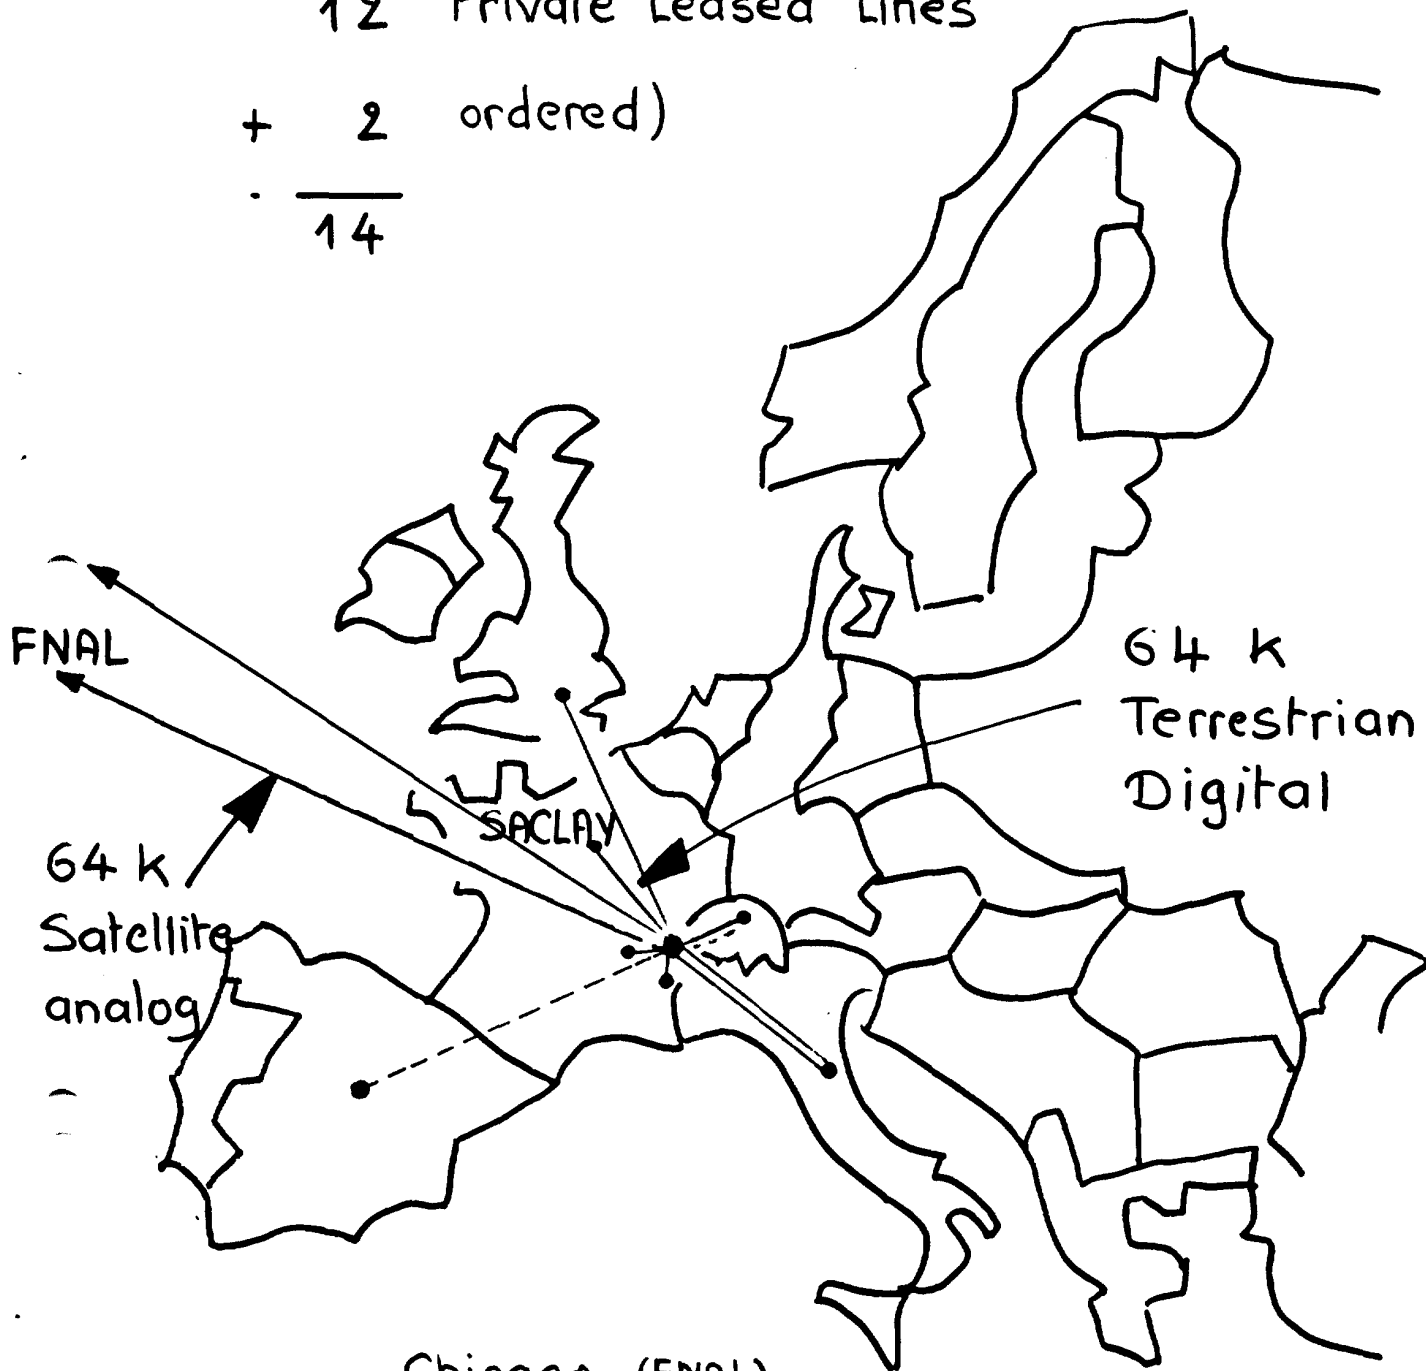 12 Private Leased Lines
+ 2 ordered)
14
FNAL
64 k
Terrestrian
Digital
SACLAY
64 k
Satellite
analog
Chicago (FNAL)